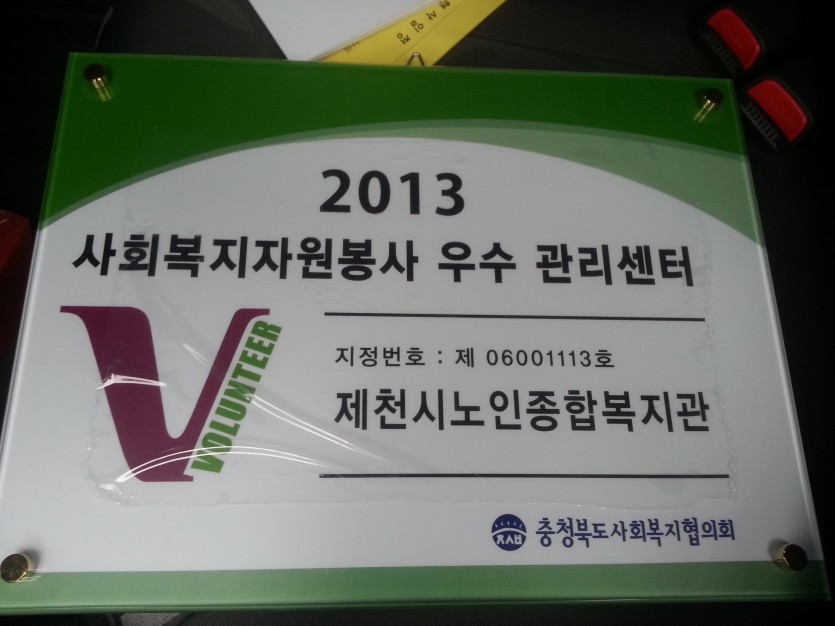 2013
사회복지자원봉사 우수 관리센터
VOLUNTEER
지정번호 : 제 06001113호
제천시노인종합복지관
충청북도사회복지협의회